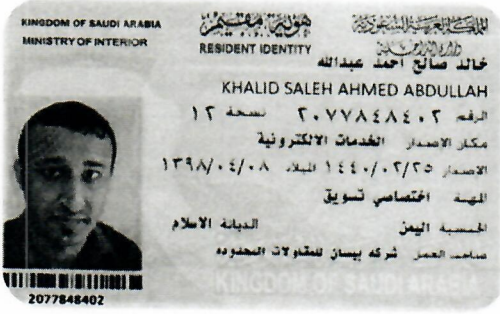 KINGDOM OF SAUDI ARABIA
MINISTRY OF INTERIOR
هوية مقيم
RESIDENT IDENTITY
المملكة العربية السعودية
وزارة الداخلية
خالد صالح احمد عبدالله
KHALID SALEH AHMED ABDULLAH
الرقم ٢٠٧٧٨٤٨٤٠٢ نسخة ١٢
مكان الاصدار الخدمات الالكترونية
الاصدار ١٤٤٠/٠٢/٢٥ الميلاد ١٣٩٨/٠٤/٠٨
المهنة اختصاصي تسويق
الجنسية اليمن الديانة الاسلام
صاحب العمل شركه بيسان للمقاولات المحدوده
KINGDOM OF SAUDI ARABIA
2077848402